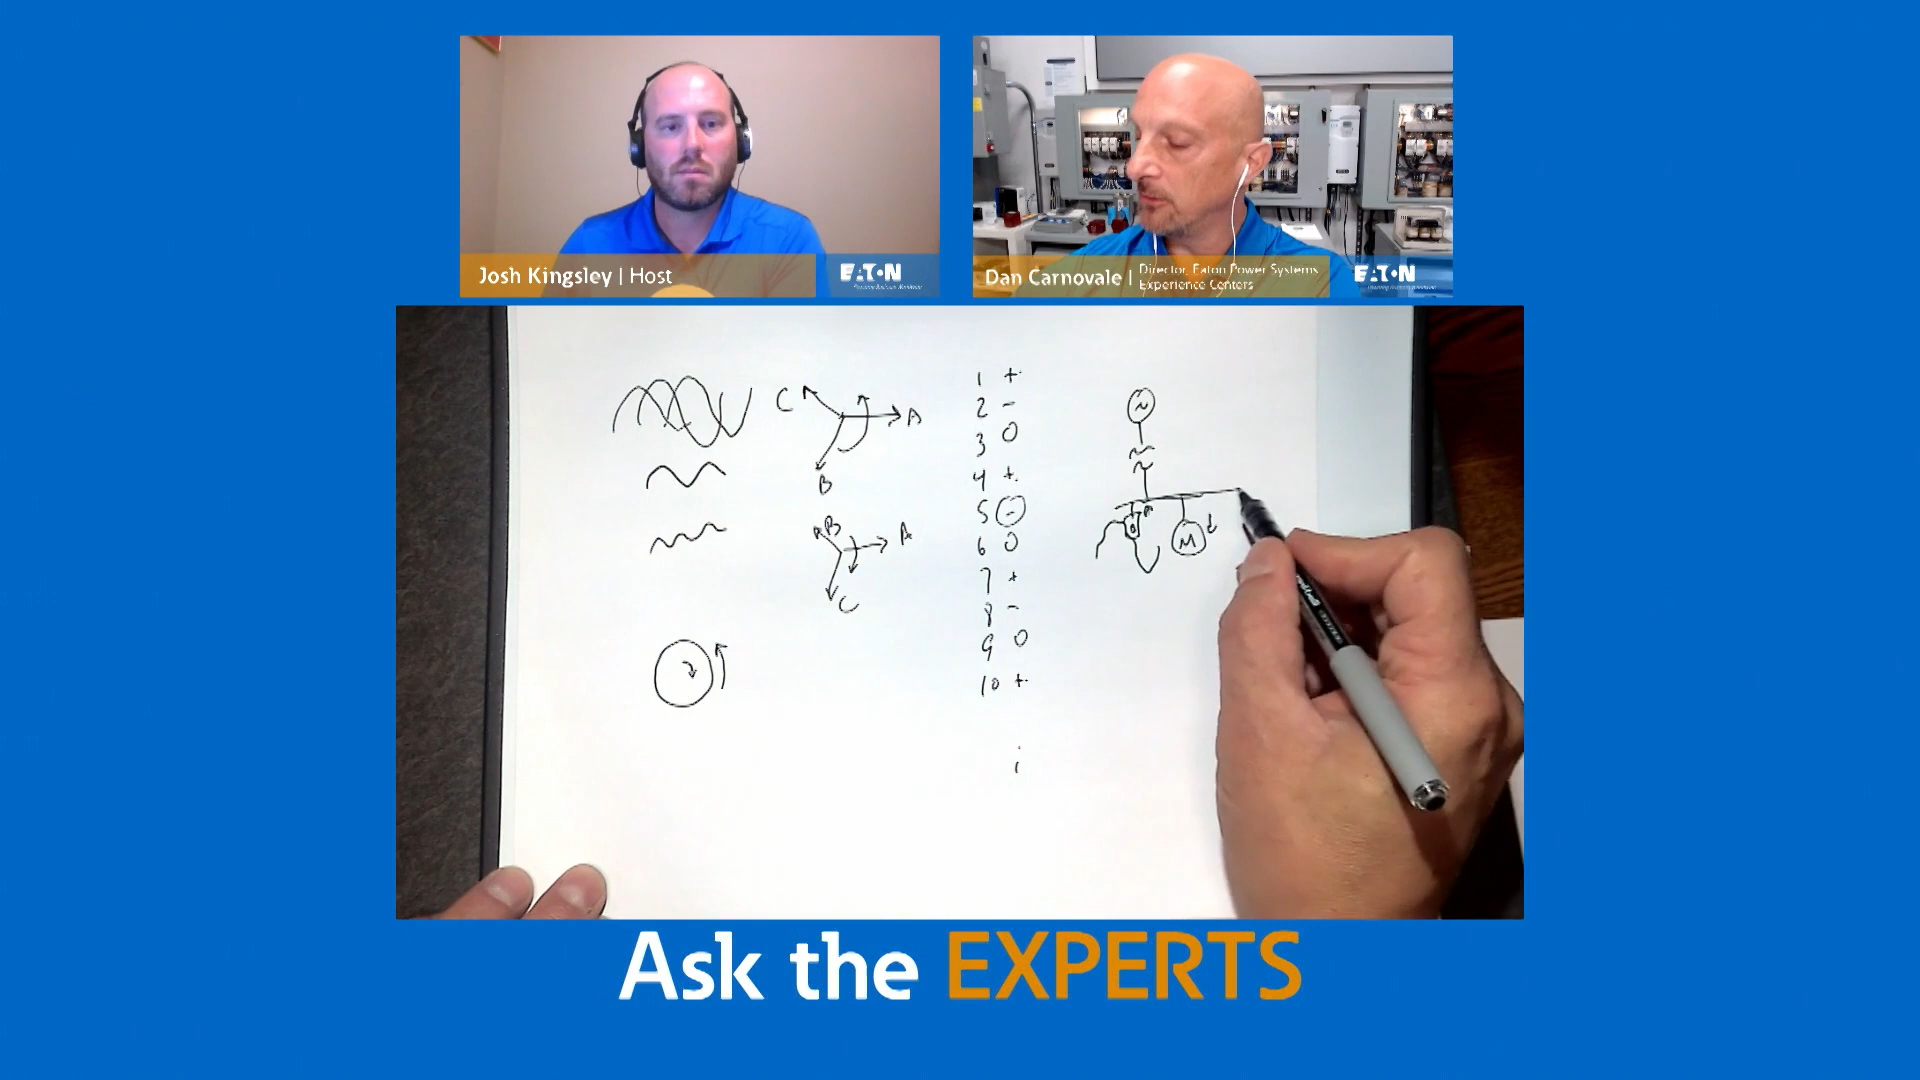 Josh Kingsley | Host
EATON
Dan Carnovale | Director, Eaton Power Systems
Experience Centers
EATON
C
A
B
B
A
C
1 +
2 -
3 0
4 +
5 -
6 0
7 +
8 -
9 0
10 +
~
M
i
Ask the EXPERTS